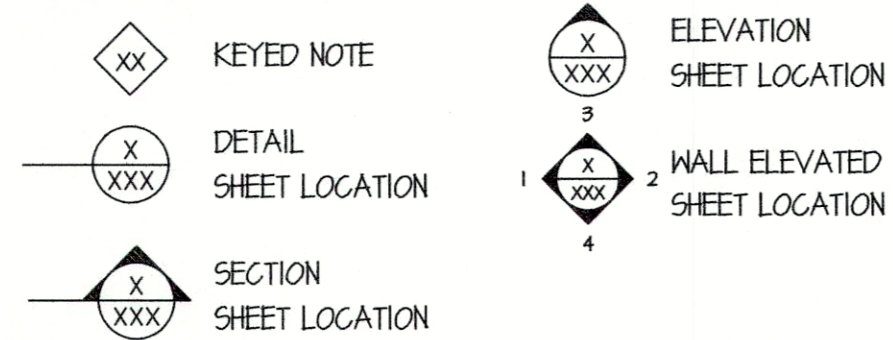 XX KEYED NOTE
X DETAIL
XXX SHEET LOCATION
X SECTION
XXX SHEET LOCATION
X ELEVATION
XXX SHEET LOCATION
3
1 X 2 WALL ELEVATED
XXX SHEET LOCATION
4